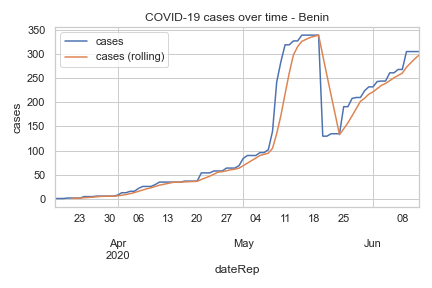 COVID-19 cases over time - Benin
cases
cases (rolling)
350
300
250
200
150
100
50
0
cases
23 30 06 13 20 27 04 11 18 25 08
Apr May Jun
2020
dateRep